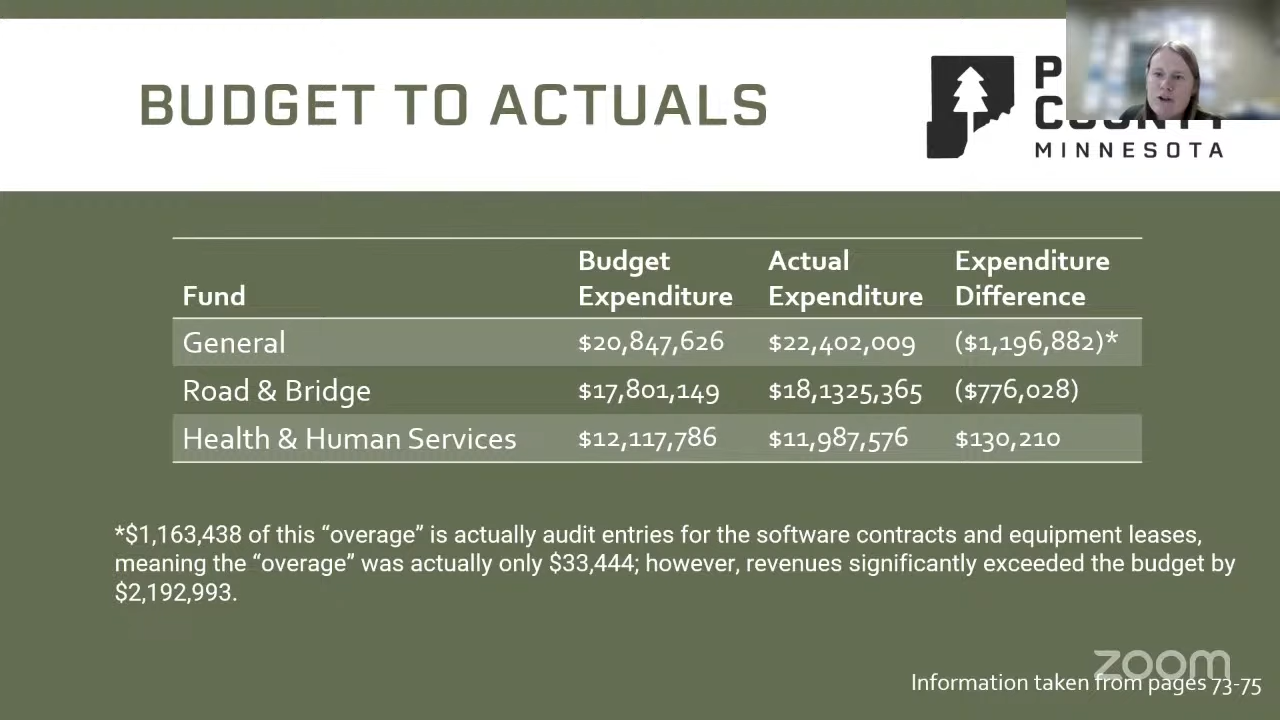 BUDGET TO ACTUALS
MINNESOTA
Fund Budget Expenditure Actual Expenditure Expenditure Difference
General $20,847,626 $22,402,009 ($1,196,882)*
Road & Bridge $17,801,149 $18,1325,365 ($776,028)
Health & Human Services $12,117,786 $11,987,576 $130,210
*$1,163,438 of this “overage” is actually audit entries for the software contracts and equipment leases,
meaning the “overage” was actually only $33,444; however, revenues significantly exceeded the budget by
$2,192,993.
zoom
Information taken from pages 73-75